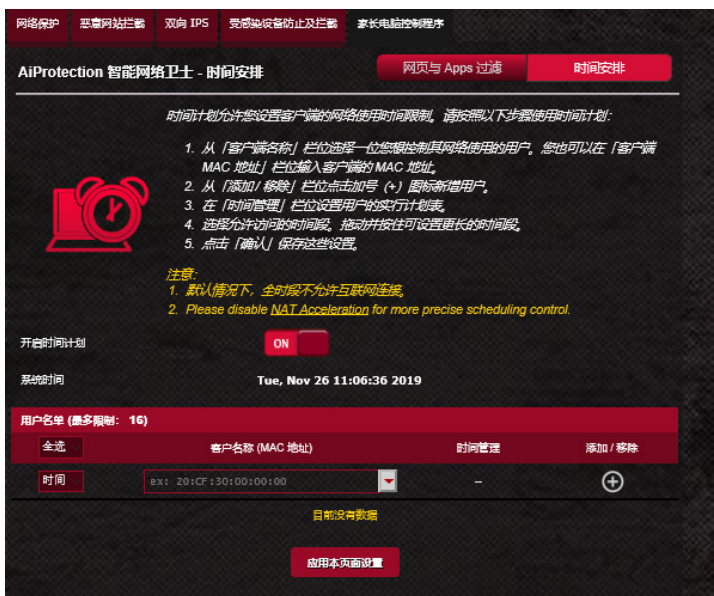 网络保护 恶意网站拦截 双向 IPS 受感染设备防止及拦截 家长电脑控制程序
AiProtection 智能网络卫士 - 时间安排 网页与 Apps 过滤 时间安排
时间计划允许您设置客户端的网络使用时间限制。请按照以下步骤使用时间计划:
1. 从「客户端名称」栏位选择一位您想控制其网络使用的用户。您也可以在「客户端
MAC 地址」栏位输入客户端的 MAC 地址。
2. 从「添加 / 移除」栏位点击加号（+）图标新增用户。
3. 在「时间管理」栏位设置用户的实行计划表。
4. 选择允许访问的时间段。拖动并按住可设置更长的时间段。
5. 点击「确认」保存这些设置。
注意:
1. 默认情况下，全时段不允许互联网连接。
2. Please disable NAT Acceleration for more precise scheduling control.
开启时间计划 ON
系统时间 Tue, Nov 26 11:06:36 2019
用户名单 (最多限制: 16)
全选 客户名称 (MAC 地址) 时间管理 添加 / 移除
时间 ex: 20:CF:30:00:00:00 –
目前没有数据
应用本页面设置